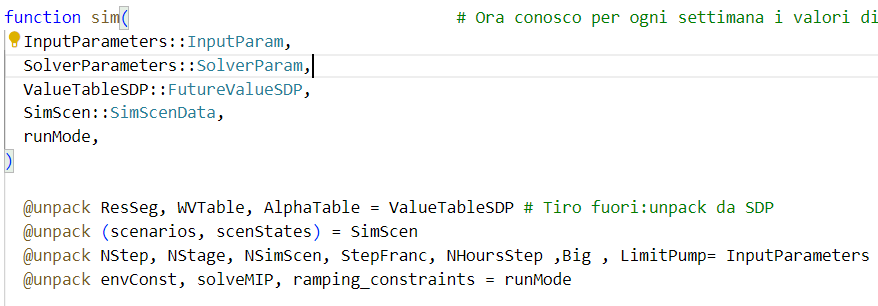 function sim( # Ora conosco per ogni settimana i valori di
InputParameters::InputParam,
SolverParameters::SolverParam,
ValueTableSDP::FutureValueSDP,
SimScen::SimScenData,
runMode,
)
@unpack ResSeg, WVTable, AlphaTable = ValueTableSDP # Tiro fuori:unpack da SDP
@unpack (scenarios, scenStates) = SimScen
@unpack NStep, NStage, NSimScen, StepFranc, NHoursStep ,Big , LimitPump= InputParameters
@unpack envConst, solveMIP, ramping_constraints = runMode